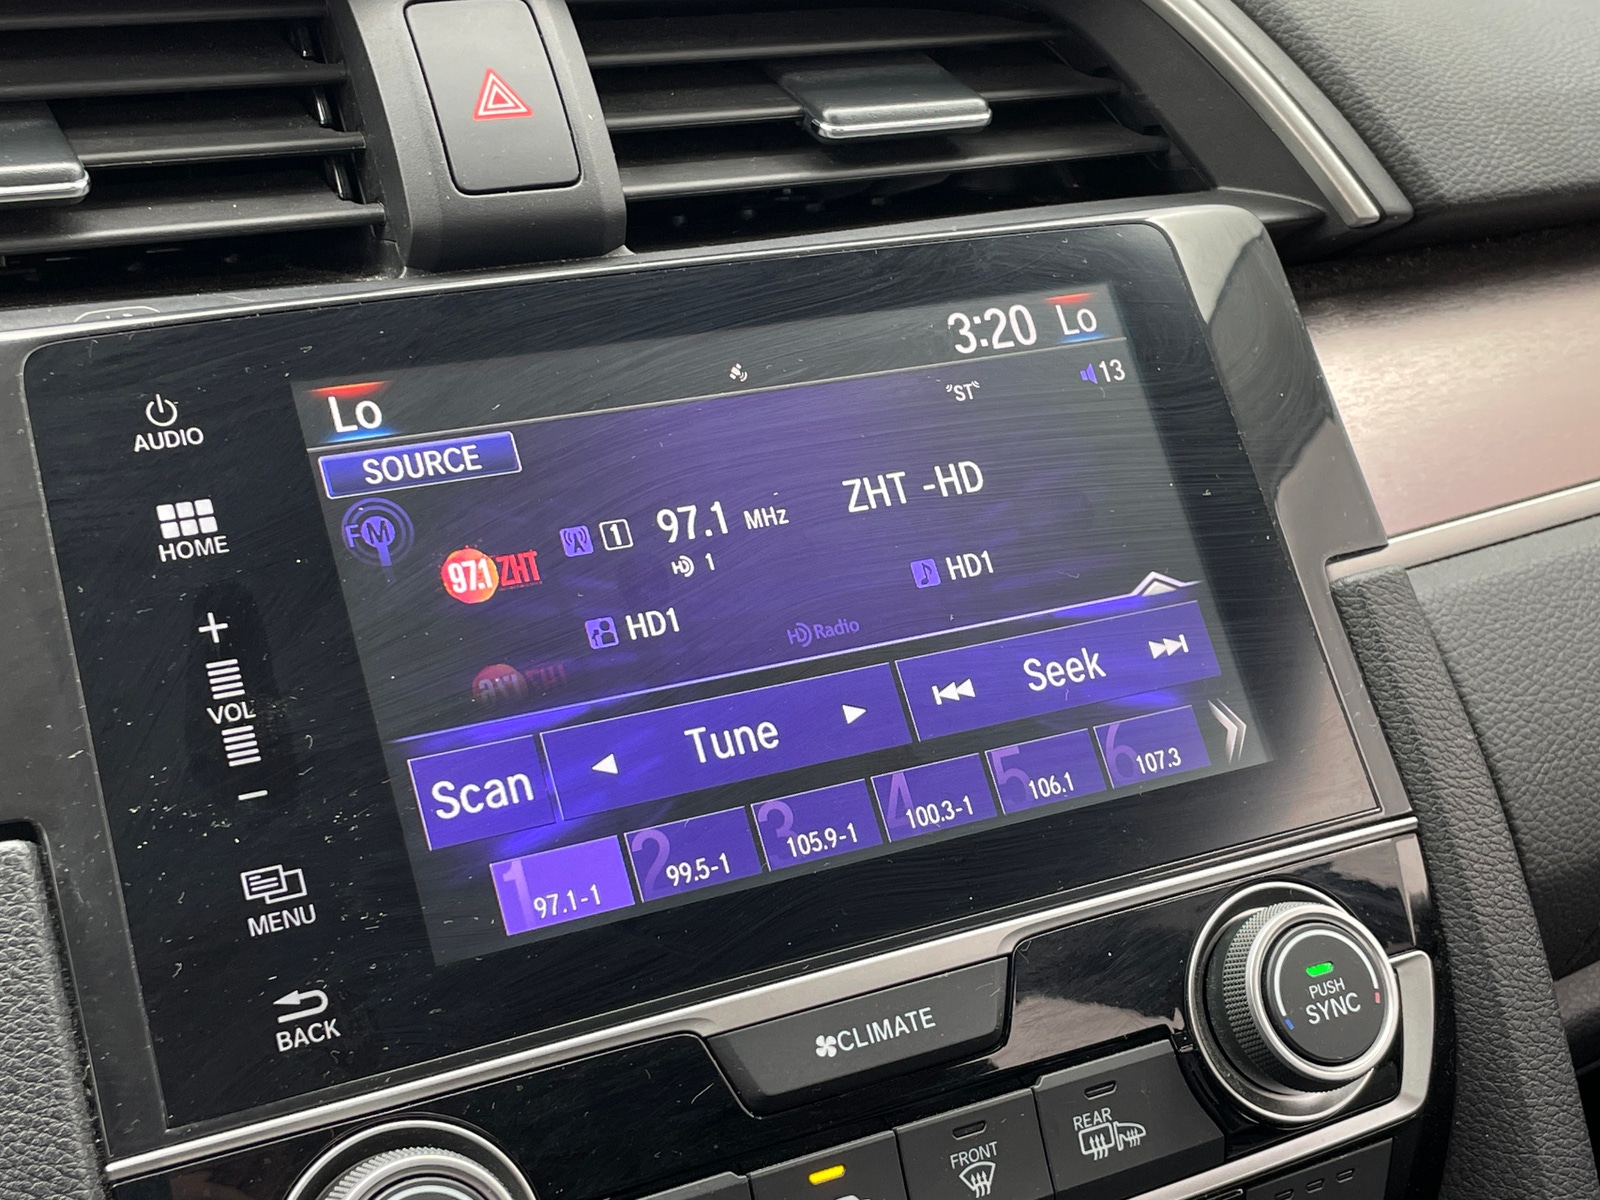 3:20 Lo
Lo
"ST" 13
SOURCE
AUDIO
FM
1 97.1 MHz
ZHT -HD
HD 1
97.1 ZHT
HOME
HD1
HD1
HD Radio
+
VOL
-
Scan
Tune
Seek
1 97.1-1
2 99.5-1
3 105.9-1
4 100.3-1
5 106.1
6 107.3
MENU
BACK
CLIMATE
PUSH
SYNC
FRONT
REAR